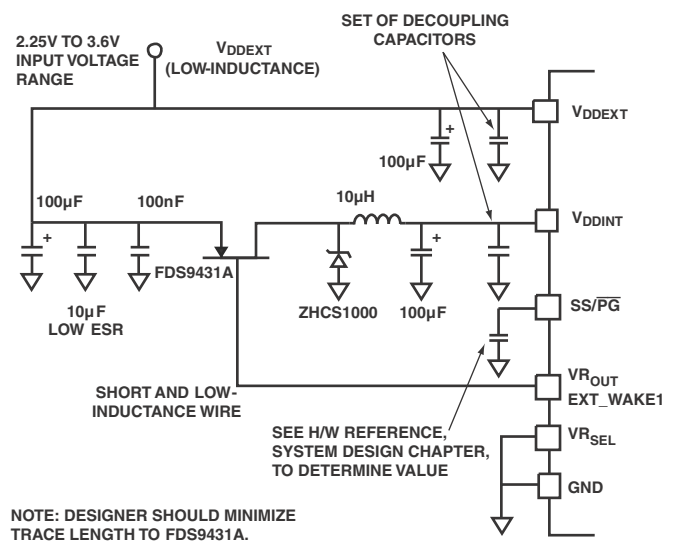 SET OF DECOUPLING
CAPACITORS
2.25V TO 3.6V
INPUT VOLTAGE
RANGE
VDDEXT
(LOW-INDUCTANCE)
VDDEXT
+
100µF
100µF
100nF
10µH
VDDINT
+
+
FDS9431A
10µF
LOW ESR
ZHCS1000
100µF
SS/PG
SHORT AND LOW-
INDUCTANCE WIRE
VROUT
EXT_WAKE1
SEE H/W REFERENCE,
SYSTEM DESIGN CHAPTER,
TO DETERMINE VALUE
VRSEL
GND
NOTE: DESIGNER SHOULD MINIMIZE
TRACE LENGTH TO FDS9431A.